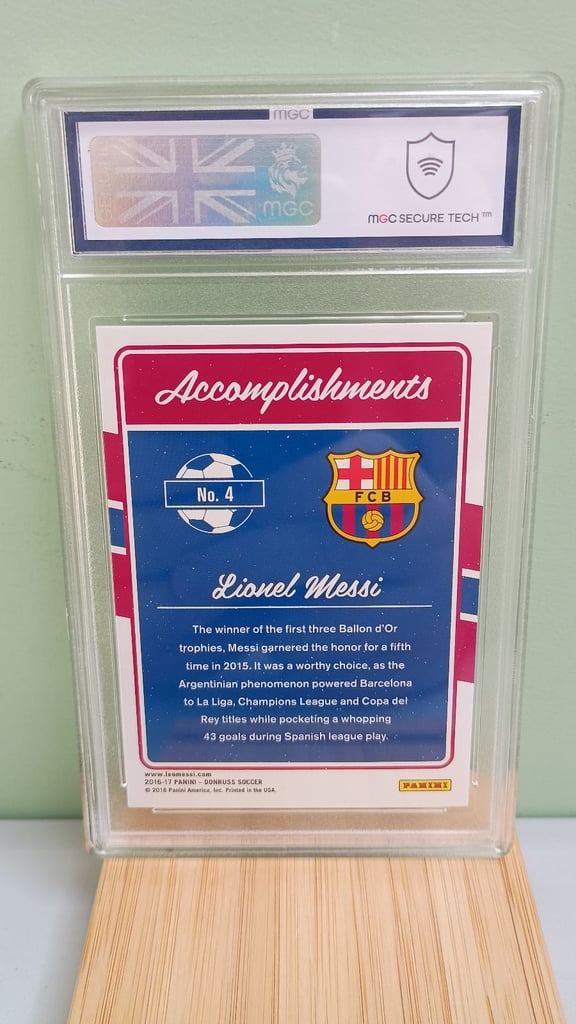 MGC
MGC
MGC SECURE TECH™
Accomplishments
No. 4
FCB
Lionel Messi
The winner of the first three Ballon d'Or
trophies, Messi garnered the honor for a fifth
time in 2015. It was a worthy choice, as the
Argentinian phenomenon powered Barcelona
to La Liga, Champions League and Copa del
Rey titles while pocketing a whopping
43 goals during Spanish league play.
www.leomessi.com
2016-17 PANINI – DONRUSS SOCCER
© 2016 Panini America, Inc. Printed in the USA.
PANINI